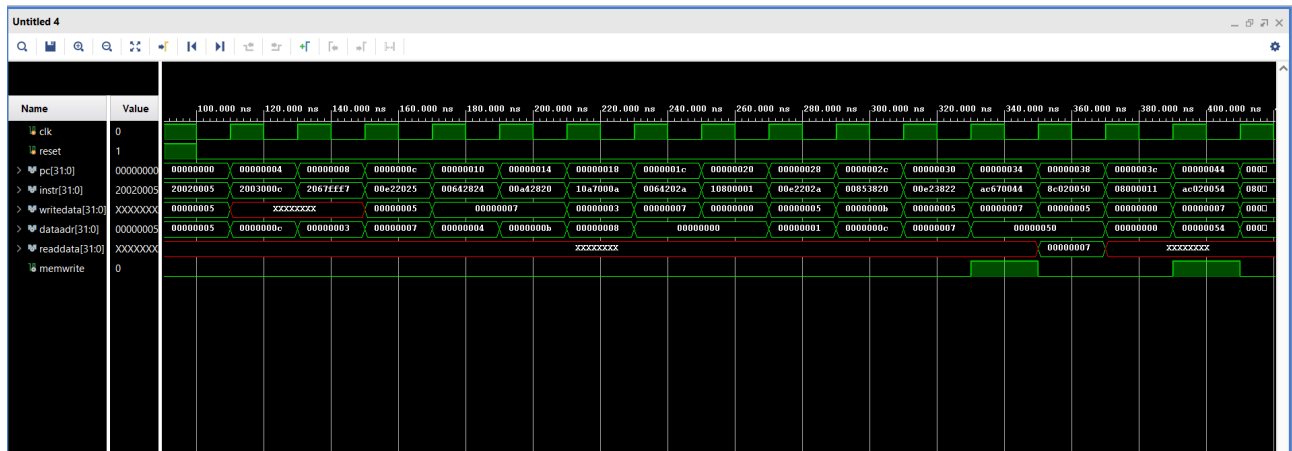 Untitled 4
Name Value
100.000 ns 120.000 ns 140.000 ns 160.000 ns 180.000 ns 200.000 ns 220.000 ns 240.000 ns 260.000 ns 280.000 ns 300.000 ns 320.000 ns 340.000 ns 360.000 ns 380.000 ns 400.000 ns
clk 0
reset 1
pc[31:0] 00000000 00000000 00000004 00000008 0000000c 00000010 00000014 00000018 0000001c 00000020 00000028 0000002c 00000030 00000034 00000038 0000003c 00000044 000
instr[31:0] 20020005 20020005 2003000c 2067fff7 00e22025 00642824 00a42820 10a7000a 0064202a 10800001 00e2202a 00853820 00e23822 ac670044 8c020050 08000011 ac020054 080
writedata[31:0] XXXXXXXX 00000005 XXXXXXXX 00000005 00000007 00000003 00000007 00000000 00000005 0000000b 00000005 00000007 00000005 00000000 00000007 000
dataadr[31:0] 00000005 00000005 0000000c 00000003 00000007 00000004 0000000b 00000008 00000000 00000001 0000000c 00000007 00000050 00000000 00000054 000
readdata[31:0] XXXXXXXX XXXXXXXX 00000007 XXXXXXXX
memwrite 0